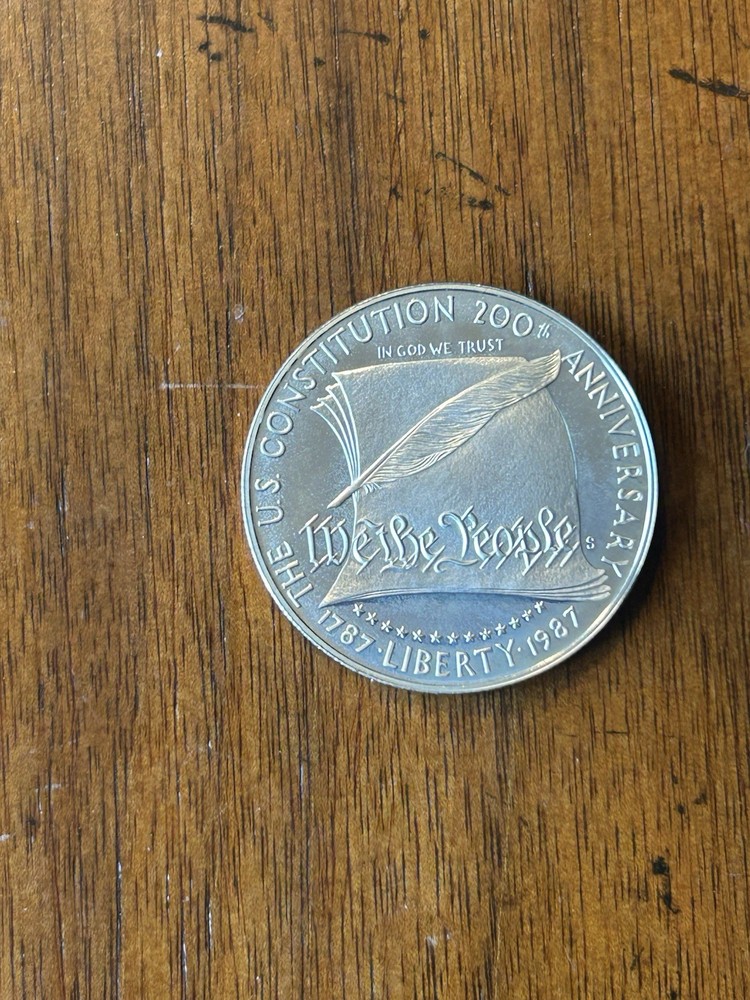 THE U.S. CONSTITUTION 200th ANNIVERSARY
IN GOD WE TRUST
We the People
S
1787 · LIBERTY · 1987